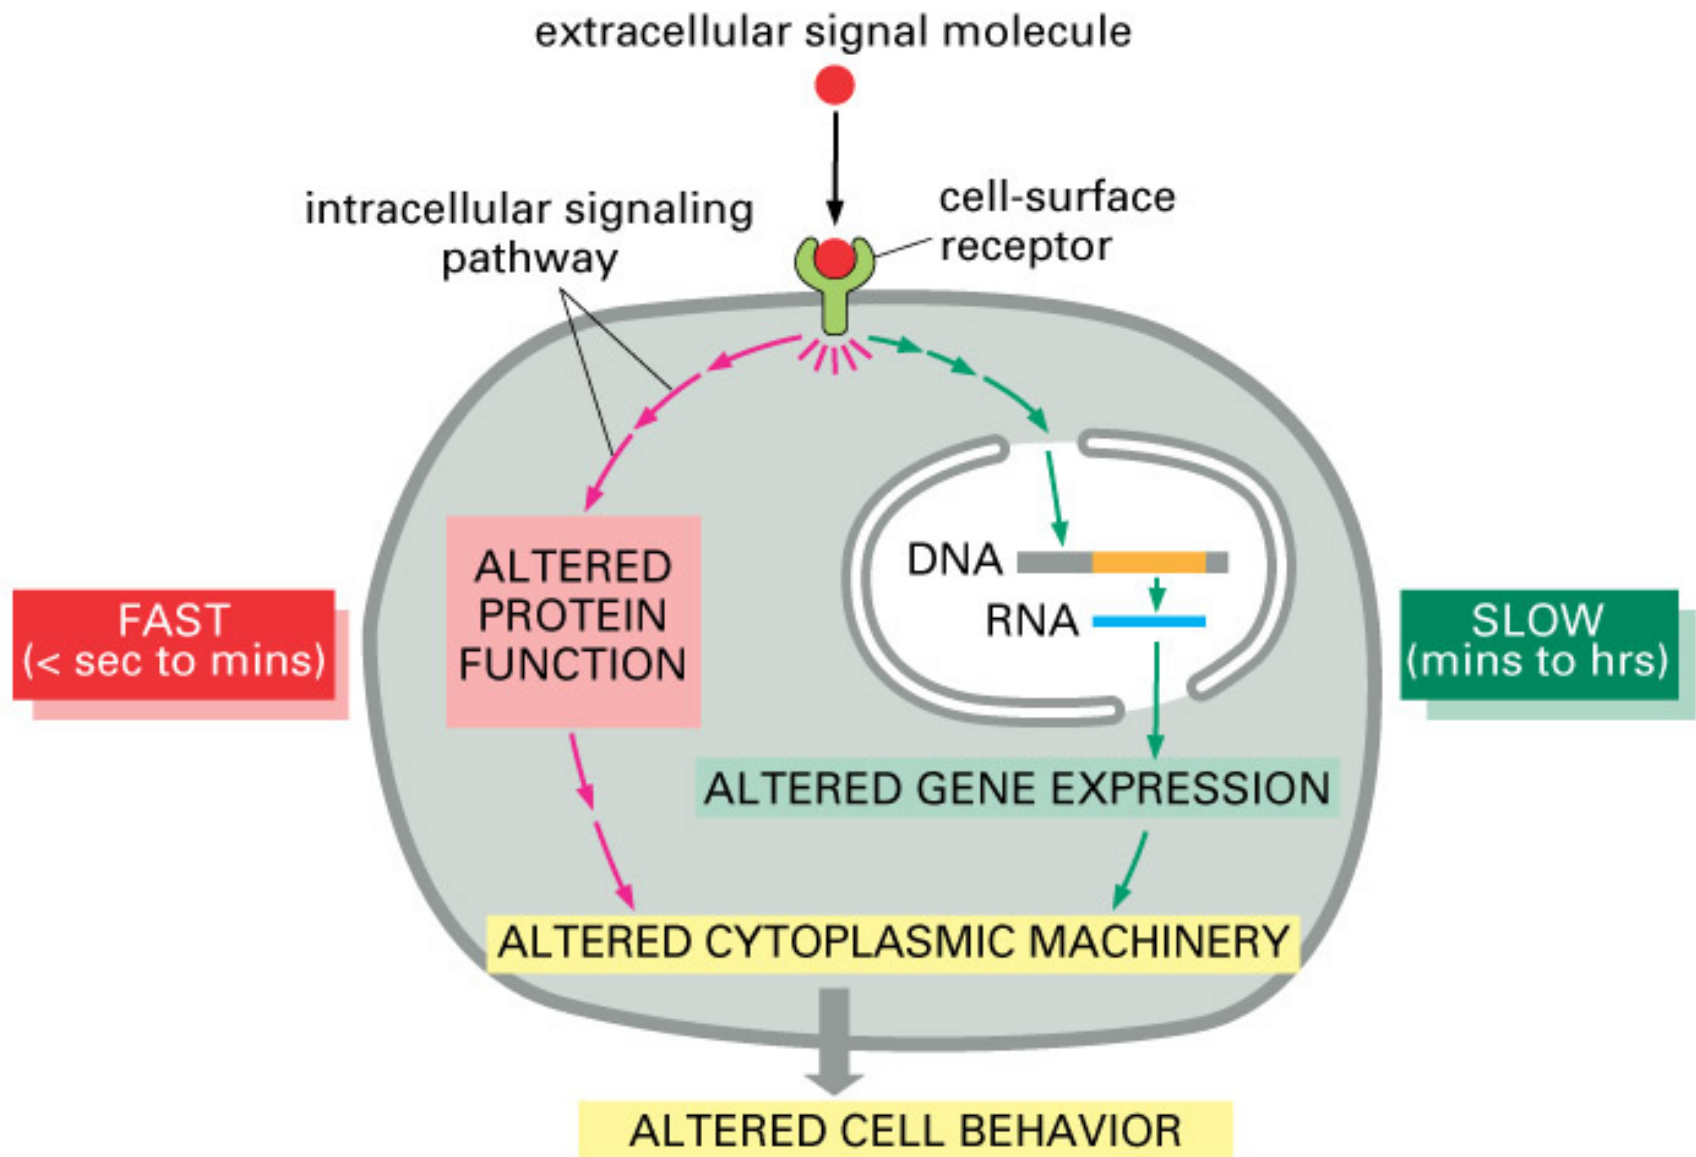 extracellular signal molecule
intracellular signaling
pathway
cell-surface
receptor
DNA
RNA
ALTERED
PROTEIN
FUNCTION
FAST
(< sec to mins)
SLOW
(mins to hrs)
ALTERED GENE EXPRESSION
ALTERED CYTOPLASMIC MACHINERY
ALTERED CELL BEHAVIOR